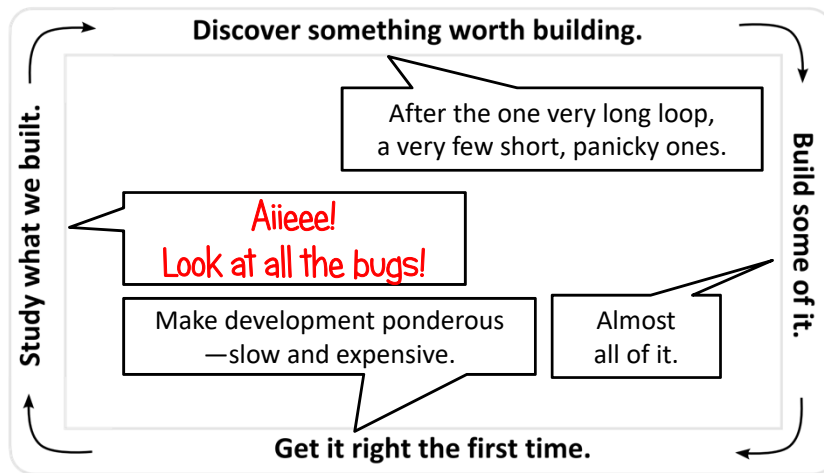 Discover something worth building.
After the one very long loop,
a very few short, panicky ones.
Build some of it.
Almost
all of it.
Get it right the first time.
Make development ponderous
—slow and expensive.
Study what we built.
Aiieee!
Look at all the bugs!